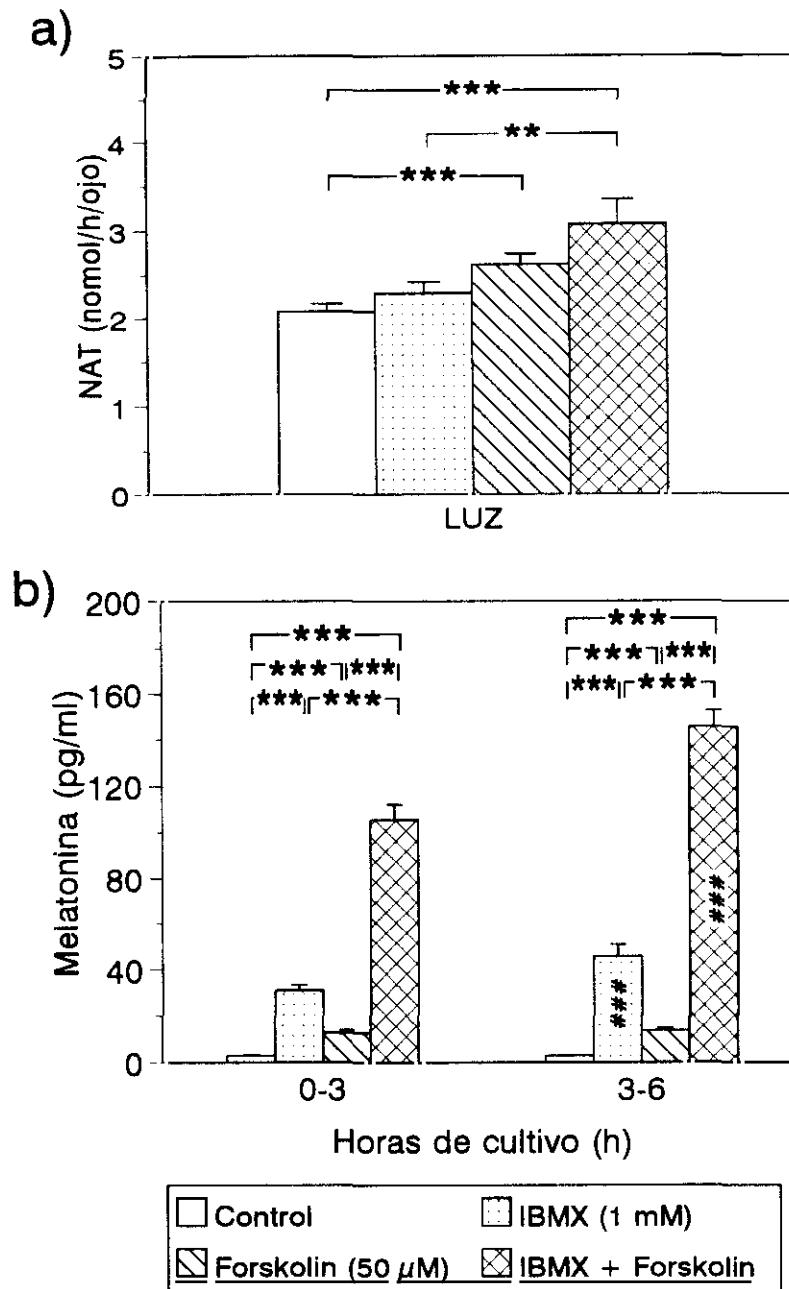 a)
5
4
3
2
1
0
NAT (nomol/h/ojo)
***
**
***
LUZ
b)
200
160
120
80
40
0
Melatonina (pg/ml)
*** ***
*** *** *** ***
*** *** *** ***
###
###
###
0-3 3-6
Horas de cultivo (h)
Control IBMX (1 mM)
Forskolin (50 µM) IBMX + Forskolin